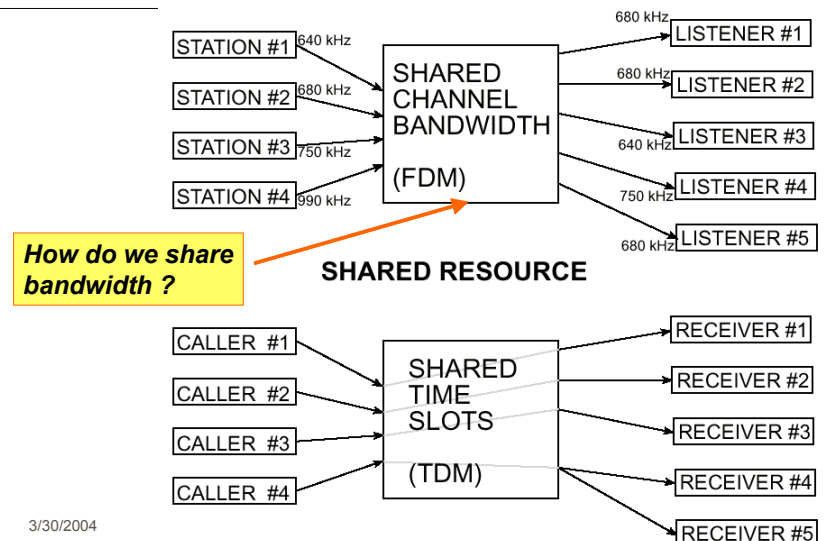 680 kHz
STATION #1
640 kHz
LISTENER #1
SHARED
CHANNEL
BANDWIDTH
(FDM)
680 kHz
LISTENER #2
STATION #2
680 kHz
STATION #3
750 kHz
640 kHz
LISTENER #3
STATION #4
990 kHz
750 kHz
LISTENER #4
680 kHz
LISTENER #5
How do we share
bandwidth ?
SHARED RESOURCE
CALLER #1
RECEIVER #1
SHARED
TIME
SLOTS
(TDM)
CALLER #2
RECEIVER #2
CALLER #3
RECEIVER #3
CALLER #4
RECEIVER #4
3/30/2004
RECEIVER #5